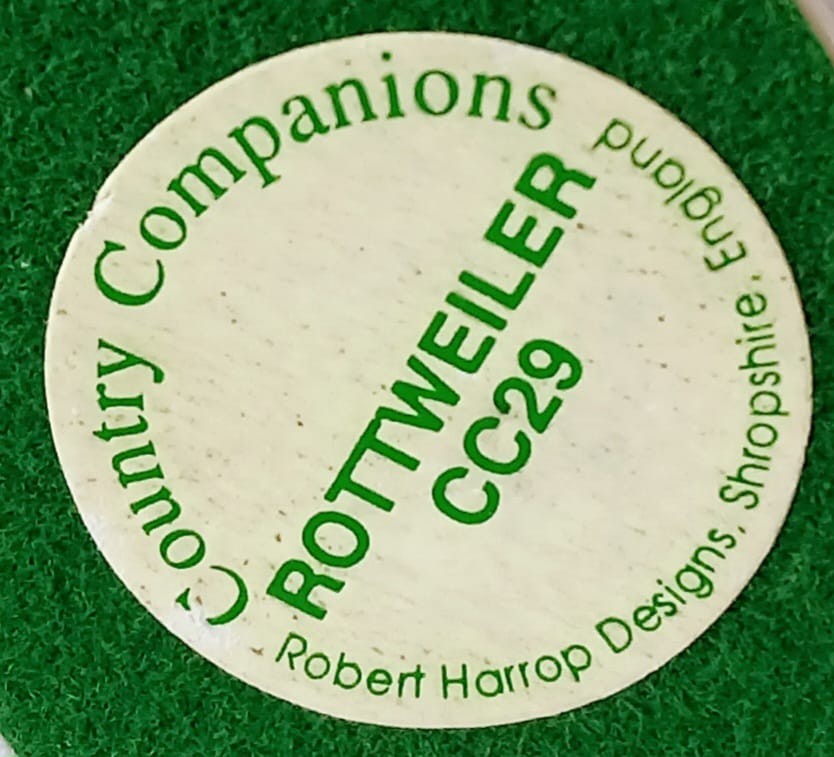 Country Companions
ROTTWEILER
CC29
Robert Harrop Designs, Shropshire, England